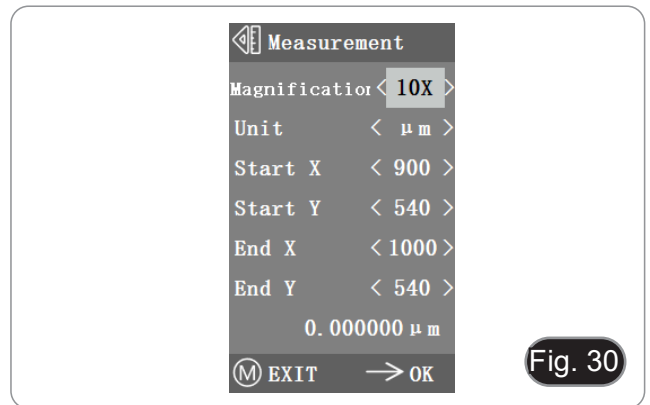 Measurement
Magnification < 10X >
Unit < μm >
Start X < 900 >
Start Y < 540 >
End X < 1000 >
End Y < 540 >
0.000000 μm
M EXIT → OK
Fig. 30